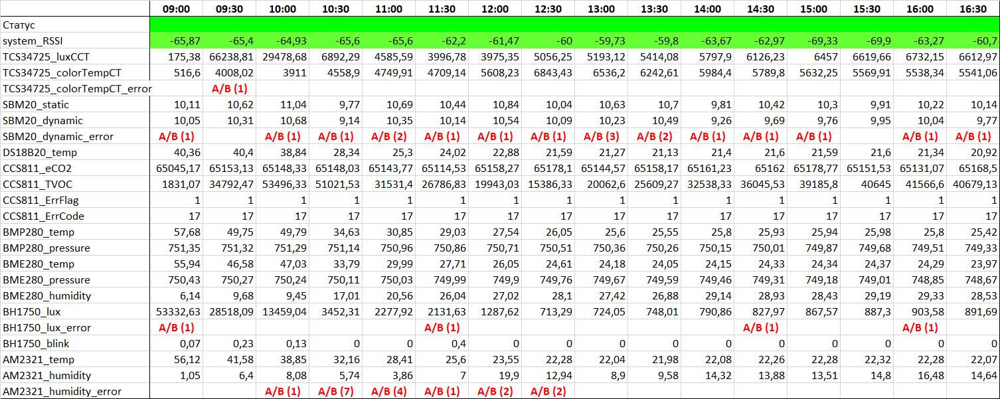 09:00 09:30 10:00 10:30 11:00 11:30 12:00 12:30 13:00 13:30 14:00 14:30 15:00 15:30 16:00 16:30
Статус
system_RSSI -65,87 -65,4 -64,93 -65,6 -65,6 -62,2 -61,47 -60 -59,73 -59,8 -63,67 -62,97 -69,33 -69,9 -63,27 -60,7
TCS34725_luxCCT 175,38 66238,81 29478,68 6892,29 4585,59 3996,78 3975,35 5056,25 5193,12 5414,08 5797,9 6126,23 6457 6619,66 6732,15 6612,97
TCS34725_colorTempCT 516,6 4008,02 3911 4558,9 4749,91 4709,14 5608,23 6843,43 6536,2 6242,61 5984,4 5789,8 5632,25 5569,91 5538,34 5541,06
TCS34725_colorTempCT_error A/B (1)
SBM20_static 10,11 10,62 11,04 9,77 10,69 10,44 10,84 10,04 10,63 10,7 9,81 10,42 10,3 9,91 10,22 10,14
SBM20_dynamic 10,05 10,31 10,68 9,14 10,35 10,14 10,54 10,09 10,23 10,49 9,26 9,69 9,76 9,95 10,04 9,77
SBM20_dynamic_error A/B (1) A/B (1) A/B (1) A/B (2) A/B (1) A/B (1) A/B (1) A/B (3) A/B (2) A/B (1) A/B (1) A/B (1) A/B (1) A/B (1)
DS18B20_temp 40,36 40,4 38,84 28,34 25,3 24,02 22,88 21,59 21,27 21,13 21,4 21,6 21,59 21,6 21,34 20,92
CCS811_eCO2 65045,17 65153,13 65148,33 65148,03 65143,77 65114,53 65158,27 65178,1 65144,57 65158,17 65161,23 65162 65178,77 65151,53 65131,07 65168,5
CCS811_TVOC 1831,07 34792,47 53496,33 51021,53 31531,4 26786,83 19943,03 15386,33 20062,6 25609,27 32538,33 36045,53 39185,8 40645 41566,6 40679,13
CCS811_ErrFlag 1 1 1 1 1 1 1 1 1 1 1 1 1 1 1 1
CCS811_ErrCode 17 17 17 17 17 17 17 17 17 17 17 17 17 17 17 17
BMP280_temp 57,68 49,75 49,79 34,63 30,85 29,03 27,54 26,05 25,6 25,55 25,8 25,93 25,94 25,98 25,8 25,42
BMP280_pressure 751,35 751,32 751,29 751,14 750,96 750,86 750,71 750,51 750,36 750,26 750,15 750,01 749,87 749,68 749,51 749,33
BME280_temp 55,94 46,58 47,03 33,79 29,99 27,71 26,05 24,61 24,18 24,05 24,15 24,33 24,34 24,37 24,29 23,97
BME280_pressure 750,43 750,27 750,24 750,11 750,03 749,99 749,9 749,76 749,67 749,59 749,46 749,31 749,18 749,01 748,85 748,67
BME280_humidity 6,14 9,68 9,45 17,01 20,56 26,04 27,02 28,1 27,42 26,88 29,14 28,93 28,43 29,19 29,33 28,53
BH1750_lux 53332,63 28518,09 13459,04 3452,31 2277,92 2131,63 1287,62 713,29 724,05 748,01 790,86 827,97 867,57 887,3 903,58 891,69
BH1750_lux_error A/B (1) A/B (1) A/B (1) A/B (1)
BH1750_blink 0,07 0,23 0,13 0 0 0,4 0 0 0 0 0 0 0 0 0 0
AM2321_temp 56,12 41,58 38,85 32,16 28,41 25,6 23,55 22,28 22,04 21,98 22,08 22,26 22,28 22,32 22,28 22,07
AM2321_humidity 1,05 6,4 8,08 5,74 3,86 7 19,9 12,94 8,9 9,58 14,32 13,88 13,51 14,8 16,48 14,64
AM2321_humidity_error A/B (1) A/B (7) A/B (4) A/B (1) A/B (2) A/B (2)